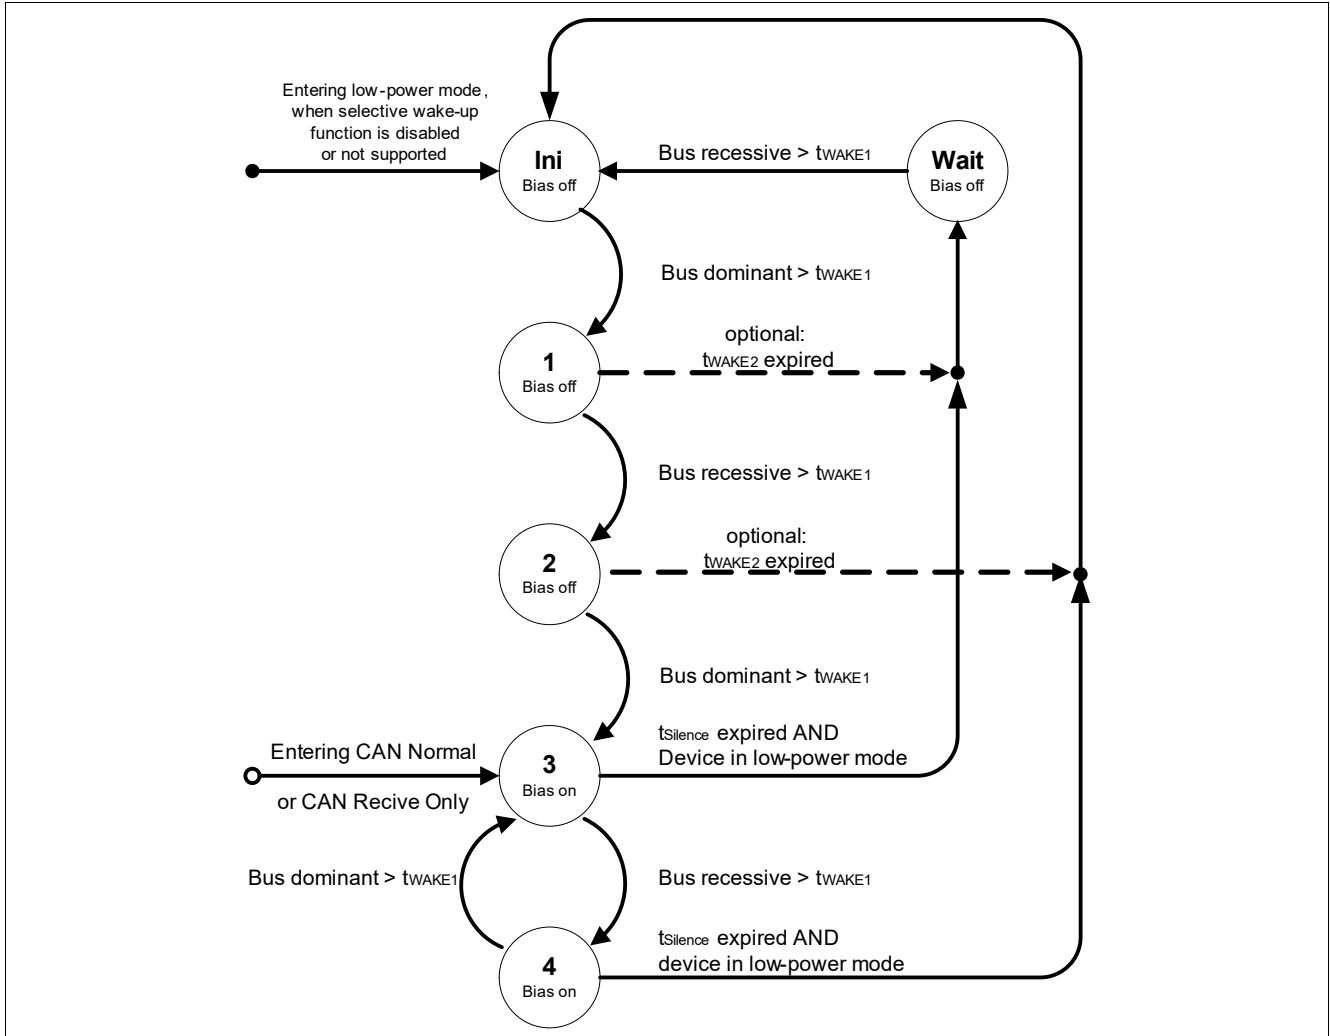 Entering low-power mode,
when selective wake-up
function is disabled
or not supported
Ini
Bias off
Bus recessive > tWAKE1
Wait
Bias off
Bus dominant > tWAKE1
1
Bias off
optional:
tWAKE2 expired
Bus recessive > tWAKE1
2
Bias off
optional:
tWAKE2 expired
Bus dominant > tWAKE1
Entering CAN Normal
or CAN Recive Only
3
Bias on
tSilence expired AND
Device in low-power mode
Bus dominant > tWAKE1
Bus recessive > tWAKE1
4
Bias on
tSilence expired AND
device in low-power mode